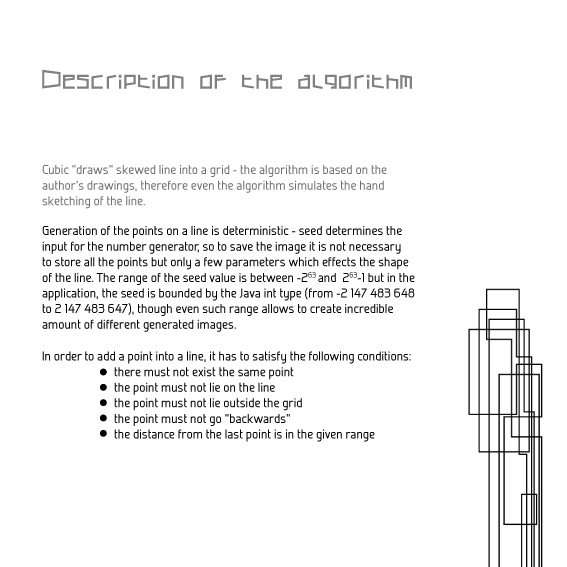 Description of the algorithm
Cubic "draws" skewed line into a grid - the algorithm is based on the
author's drawings, therefore even the algorithm simulates the hand
sketching of the line.
Generation of the points on a line is deterministic - seed determines the
input for the number generator, so to save the image it is not necessary
to store all the points but only a few parameters which effects the shape
of the line. The range of the seed value is between -2⁶³ and 2⁶³-1 but in the
application, the seed is bounded by the Java int type (from -2 147 483 648
to 2 147 483 647), though even such range allows to create incredible
amount of different generated images.
In order to add a point into a line, it has to satisfy the following conditions:
● there must not exist the same point
● the point must not lie on the line
● the point must not lie outside the grid
● the point must not go "backwards"
● the distance from the last point is in the given range